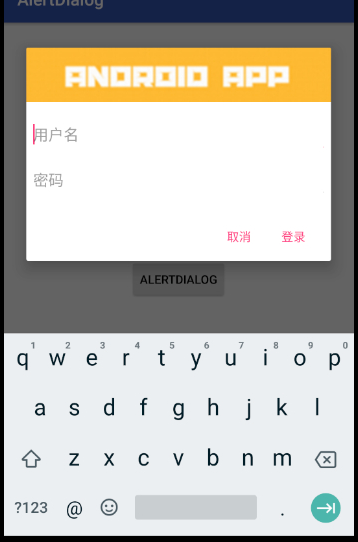 AlertDialog
ANDROID APP
用户名
密码
取消 登录
ALERTDIALOG
1 2 3 4 5 6 7 8 9 0
q w e r t y u i o p
a s d f g h j k l
z x c v b n m
?123 @ .